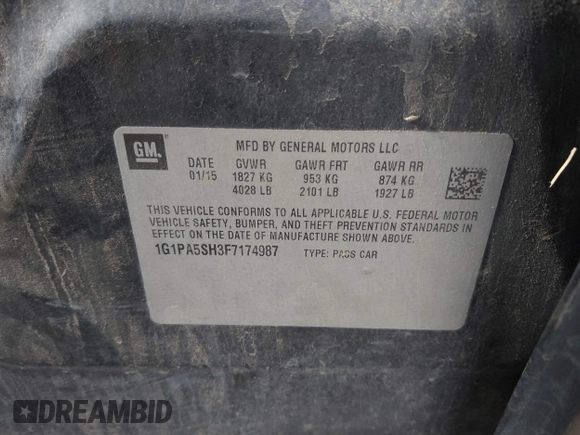 GM
MFD BY GENERAL MOTORS LLC
DATE GVWR GAWR FRT GAWR RR
01/15 1827 KG 953 KG 874 KG
4028 LB 2101 LB 1927 LB
THIS VEHICLE CONFORMS TO ALL APPLICABLE U.S. FEDERAL MOTOR
VEHICLE SAFETY, BUMPER, AND THEFT PREVENTION STANDARDS IN
EFFECT ON THE DATE OF MANUFACTURE SHOWN ABOVE.
1G1PA5SH3F7174987 TYPE: PASS CAR
DREAMBID